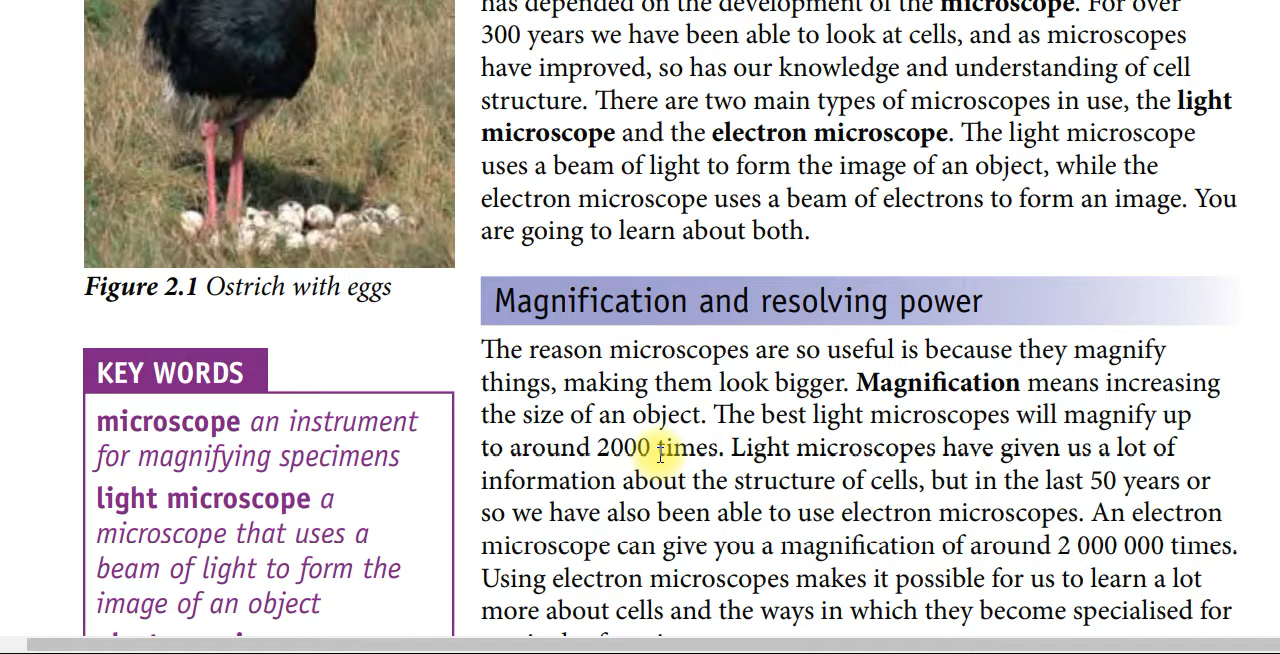 has depended on the development of the microscope. For over
300 years we have been able to look at cells, and as microscopes
have improved, so has our knowledge and understanding of cell
structure. There are two main types of microscopes in use, the light
microscope and the electron microscope. The light microscope
uses a beam of light to form the image of an object, while the
electron microscope uses a beam of electrons to form an image. You
are going to learn about both.
Figure 2.1 Ostrich with eggs
Magnification and resolving power
The reason microscopes are so useful is because they magnify
things, making them look bigger. Magnification means increasing
the size of an object. The best light microscopes will magnify up
to around 2000 times. Light microscopes have given us a lot of
information about the structure of cells, but in the last 50 years or
so we have also been able to use electron microscopes. An electron
microscope can give you a magnification of around 2 000 000 times.
Using electron microscopes makes it possible for us to learn a lot
more about cells and the ways in which they become specialised for
KEY WORDS
microscope an instrument
for magnifying specimens
light microscope a
microscope that uses a
beam of light to form the
image of an object